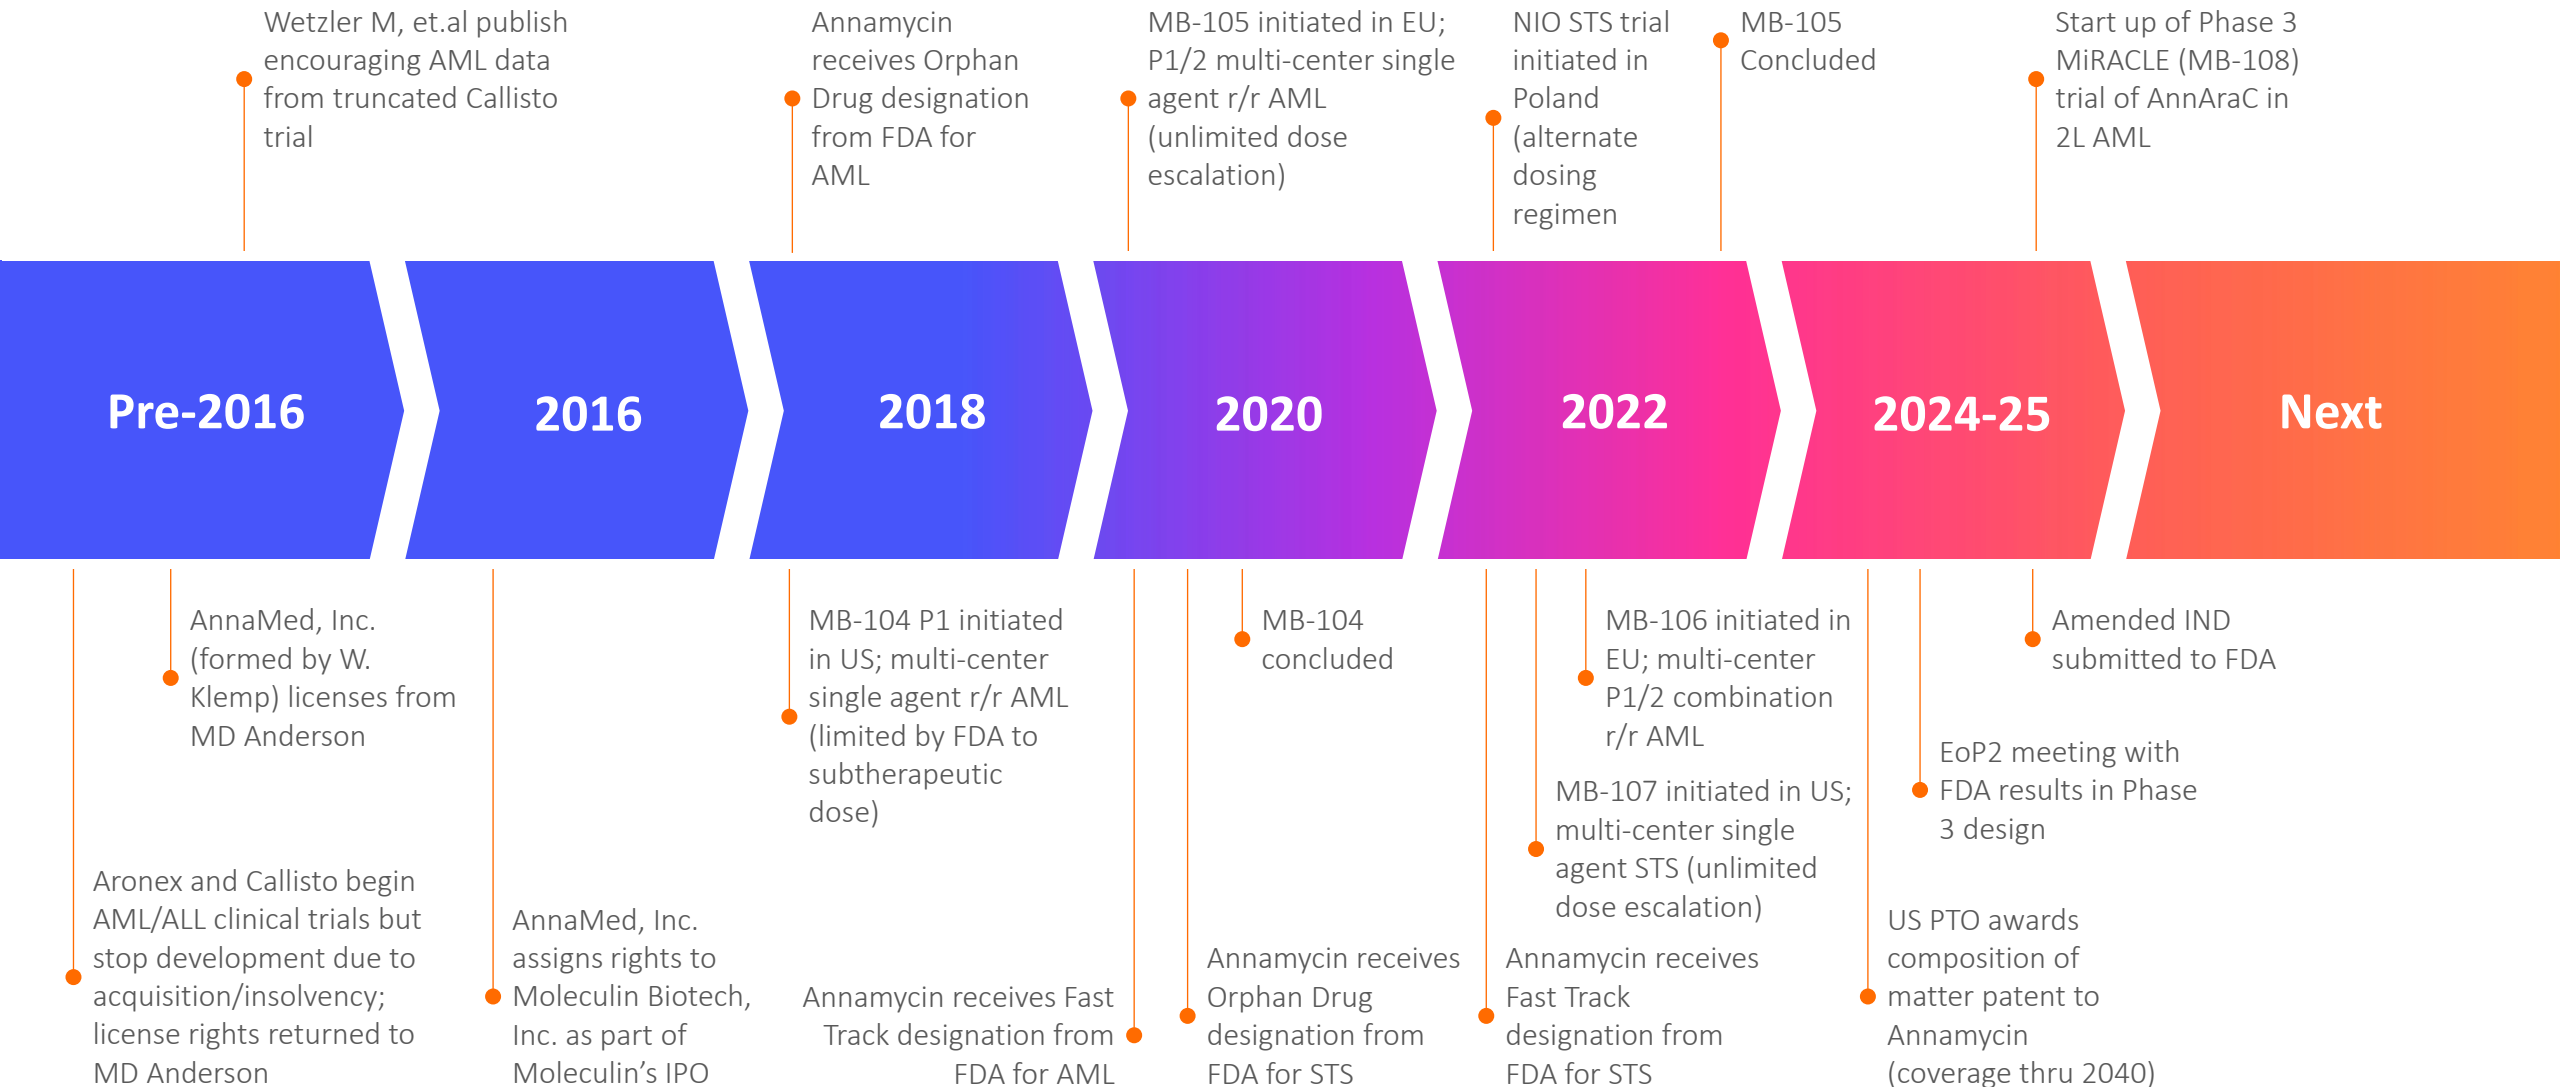 Wetzler M, et.al publish
encouraging AML data
from truncated Callisto
trial
Annamycin
receives Orphan
Drug designation
from FDA for
AML
MB-105 initiated in EU;
P1/2 multi-center single
agent r/r AML
(unlimited dose
escalation)
NIO STS trial
initiated in
Poland
(alternate
dosing
regimen
MB-105
Concluded
Start up of Phase 3
MiRACLE (MB-108)
trial of AnnAraC in
2L AML
Pre-2016
2016
2018
2020
2022
2024-25
Next
Aronex and Callisto begin
AML/ALL clinical trials but
stop development due to
acquisition/insolvency;
license rights returned to
MD Anderson
AnnaMed, Inc.
(formed by W.
Klemp) licenses from
MD Anderson
AnnaMed, Inc.
assigns rights to
Moleculin Biotech,
Inc. as part of
Moleculin’s IPO
MB-104 P1 initiated
in US; multi-center
single agent r/r AML
(limited by FDA to
subtherapeutic
dose)
Annamycin receives Fast
Track designation from
FDA for AML
Annamycin receives
Orphan Drug
designation from
FDA for STS
MB-104
concluded
Annamycin receives
Fast Track
designation from
FDA for STS
MB-107 initiated in US;
multi-center single
agent STS (unlimited
dose escalation)
MB-106 initiated in
EU; multi-center
P1/2 combination
r/r AML
US PTO awards
composition of
matter patent to
Annamycin
(coverage thru 2040)
EoP2 meeting with
FDA results in Phase
3 design
Amended IND
submitted to FDA